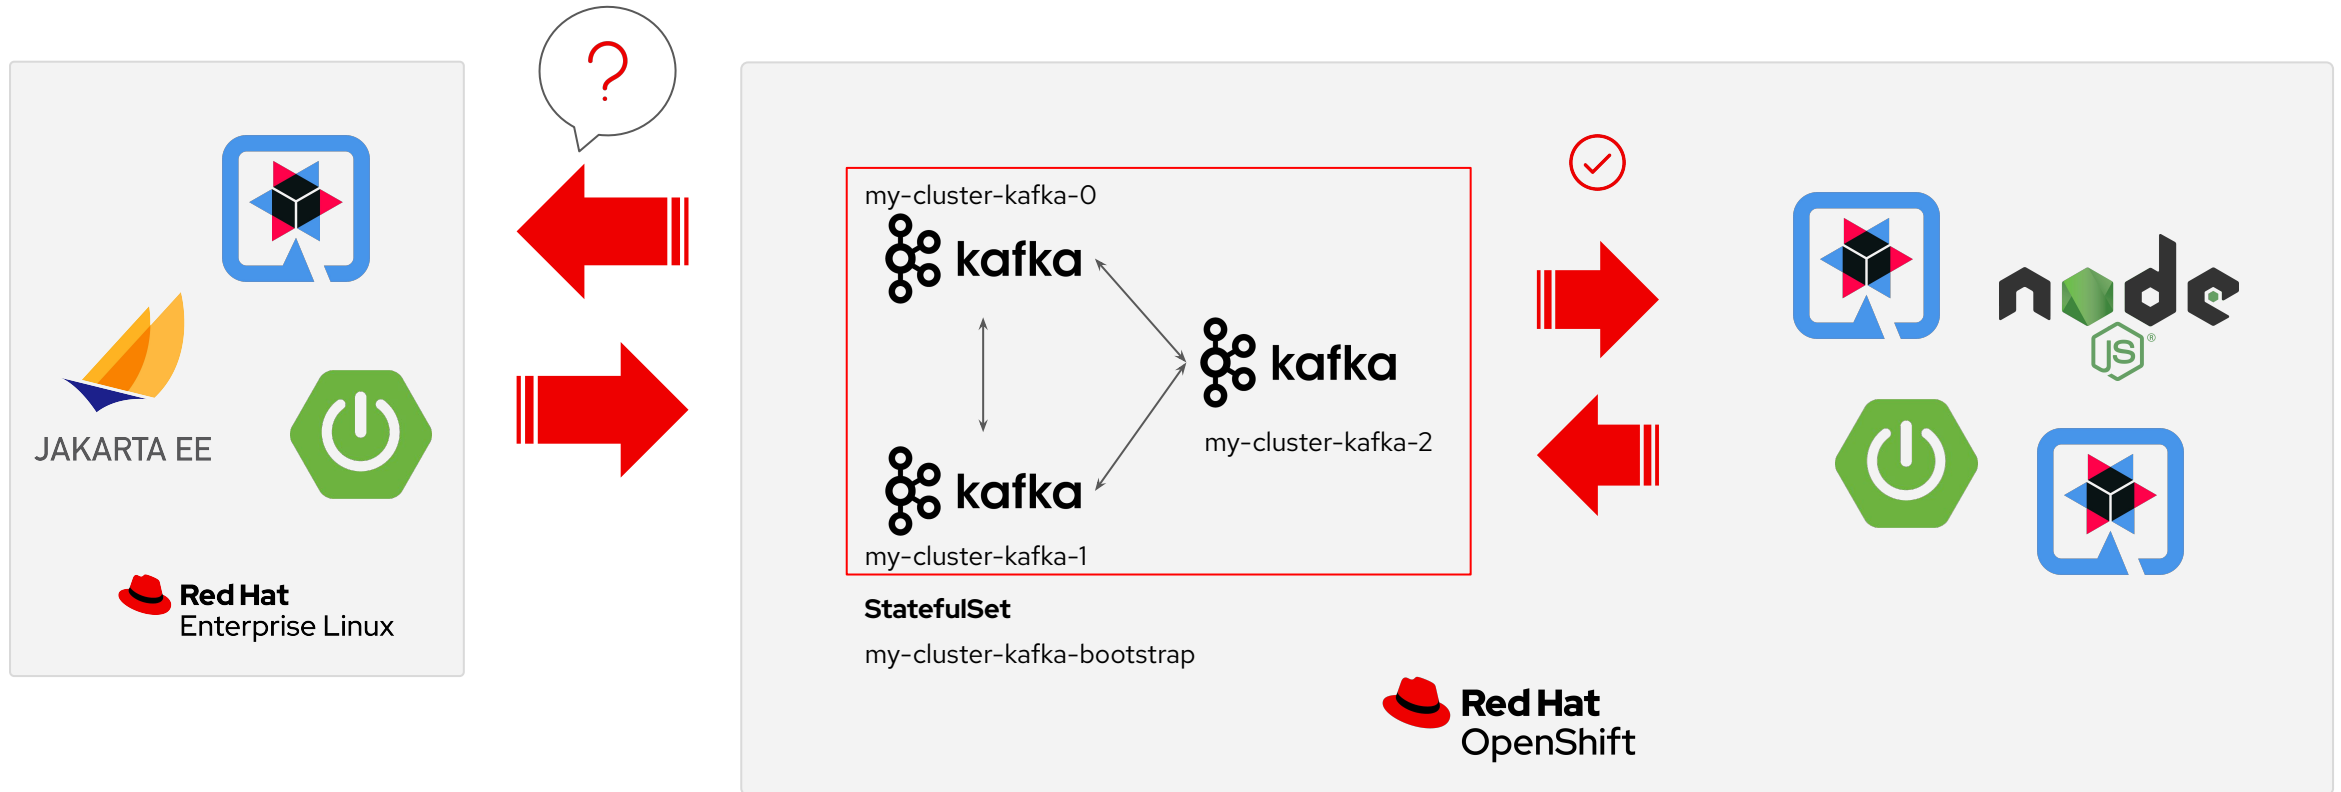 ?
JAKARTA EE
Red Hat
Enterprise Linux
my-cluster-kafka-0
kafka
kafka
my-cluster-kafka-2
kafka
my-cluster-kafka-1
StatefulSet
my-cluster-kafka-bootstrap
Red Hat
OpenShift
node
JS®